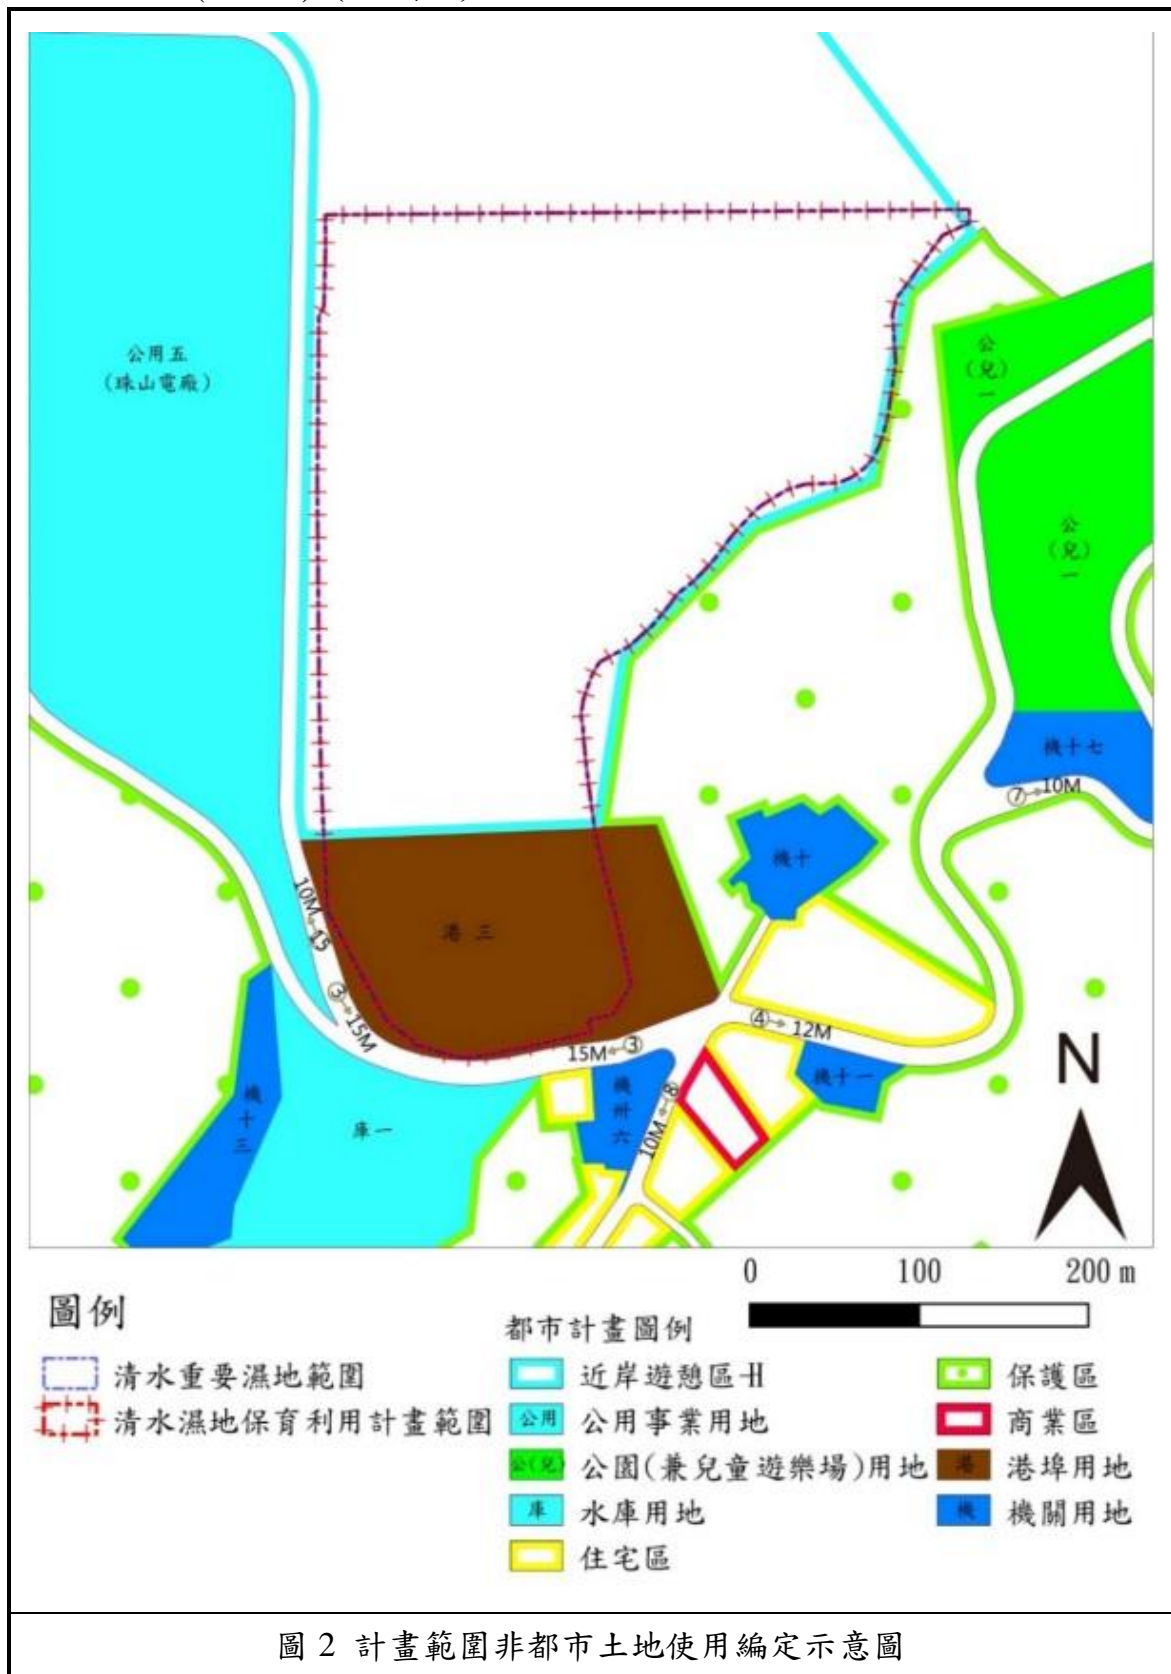 公用五
(珠山電廠)
公
(兒)
一
公
(兒)
一
機十七
⑦ 10M
機十
港三
10M 15
③ 15M
15M ③
④ 12M
機十一
機卅六
10M ⑧
機十三
庫一
N
0 100 200 m
圖例
清水重要濕地範圍
清水濕地保育利用計畫範圍
都市計畫圖例
近岸遊憩區-H
公用 公用事業用地
公(兒) 公園(兼兒童遊樂場)用地
庫 水庫用地
住宅區
保護區
商業區
港 港埠用地
機 機關用地
圖 2 計畫範圍非都市土地使用編定示意圖